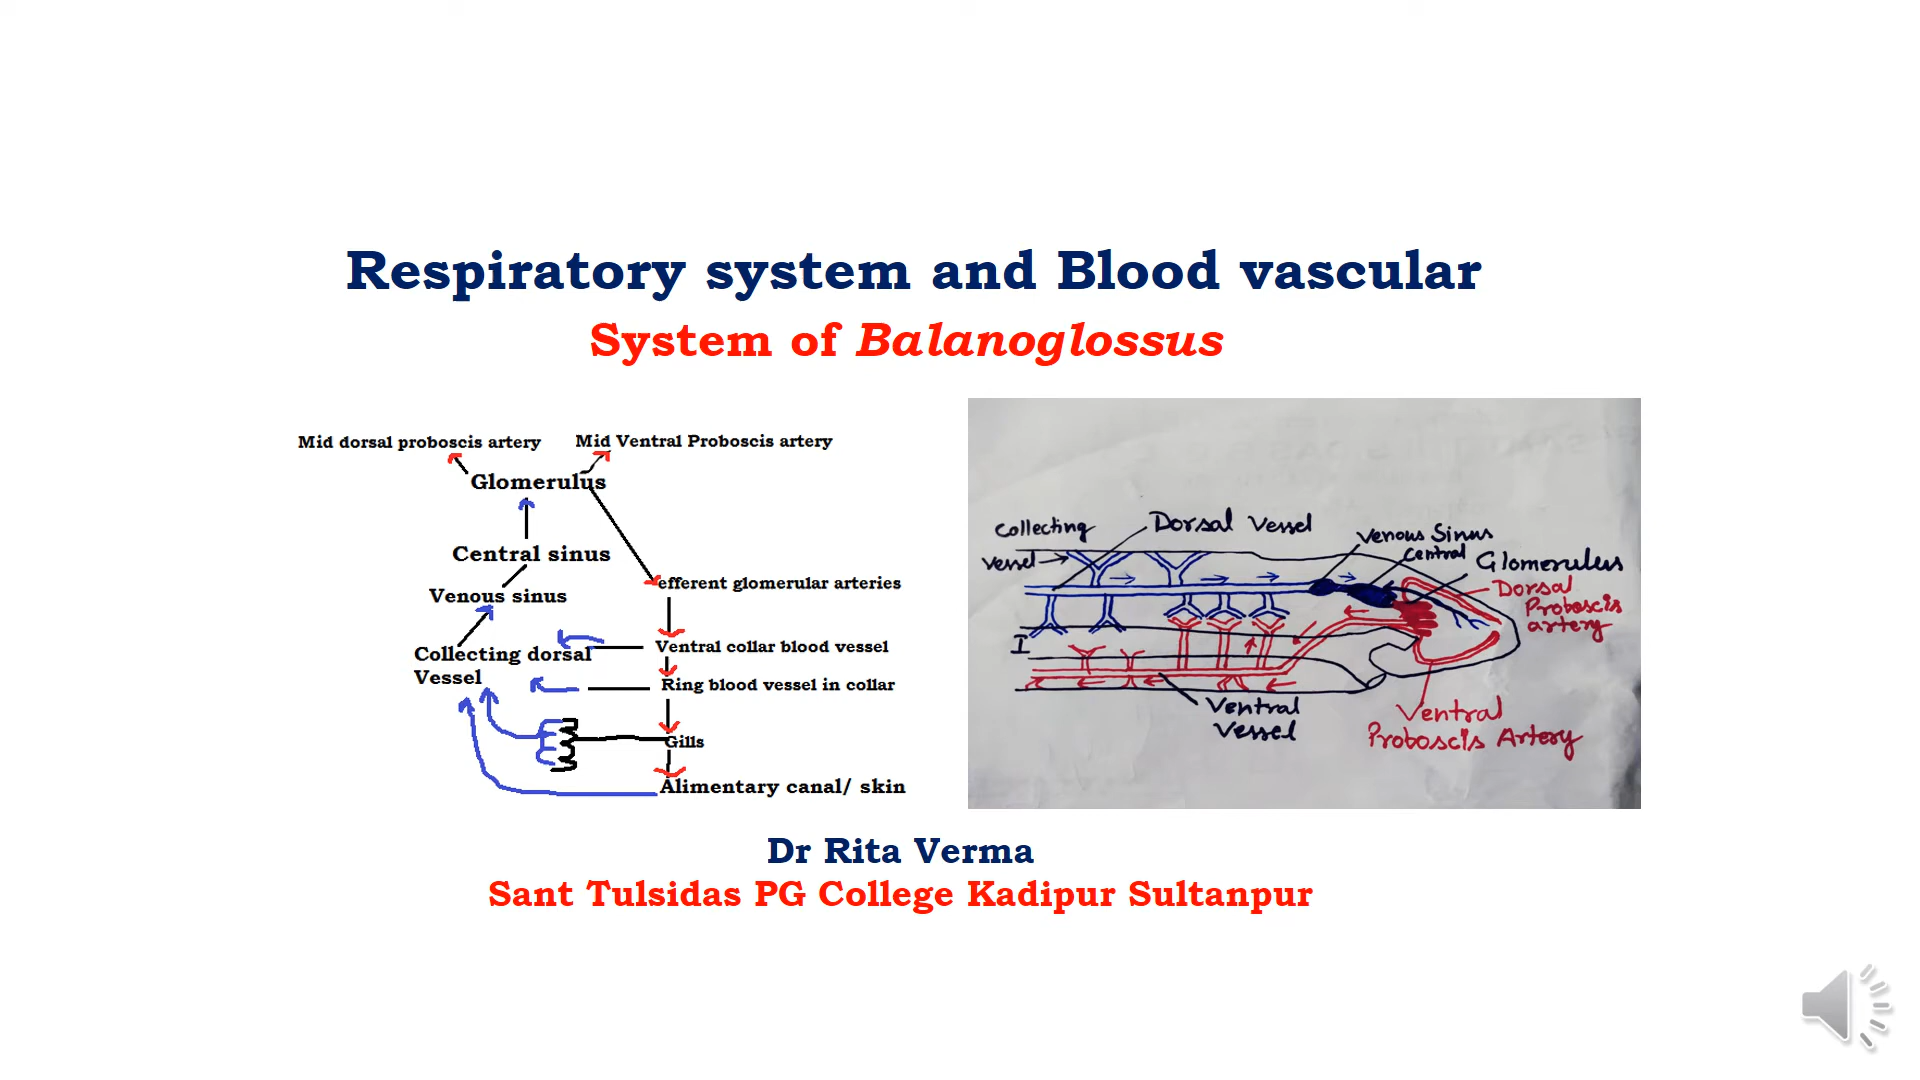 Respiratory system and Blood vascular
System of Balanoglossus
Mid dorsal proboscis artery
Mid Ventral Proboscis artery
Glomerulus
Central sinus
Venous sinus
Collecting dorsal
Vessel
efferent glomerular arteries
Ventral collar blood vessel
Ring blood vessel in collar
Gills
Alimentary canal/ skin
Collecting
Vessel
Dorsal Vessel
Venous Sinus
Central
Glomeruleus
Dorsal
Proboscis
artery
I
Ventral
Vessel
Ventral
Proboscis Artery
Dr Rita Verma
Sant Tulsidas PG College Kadipur Sultanpur